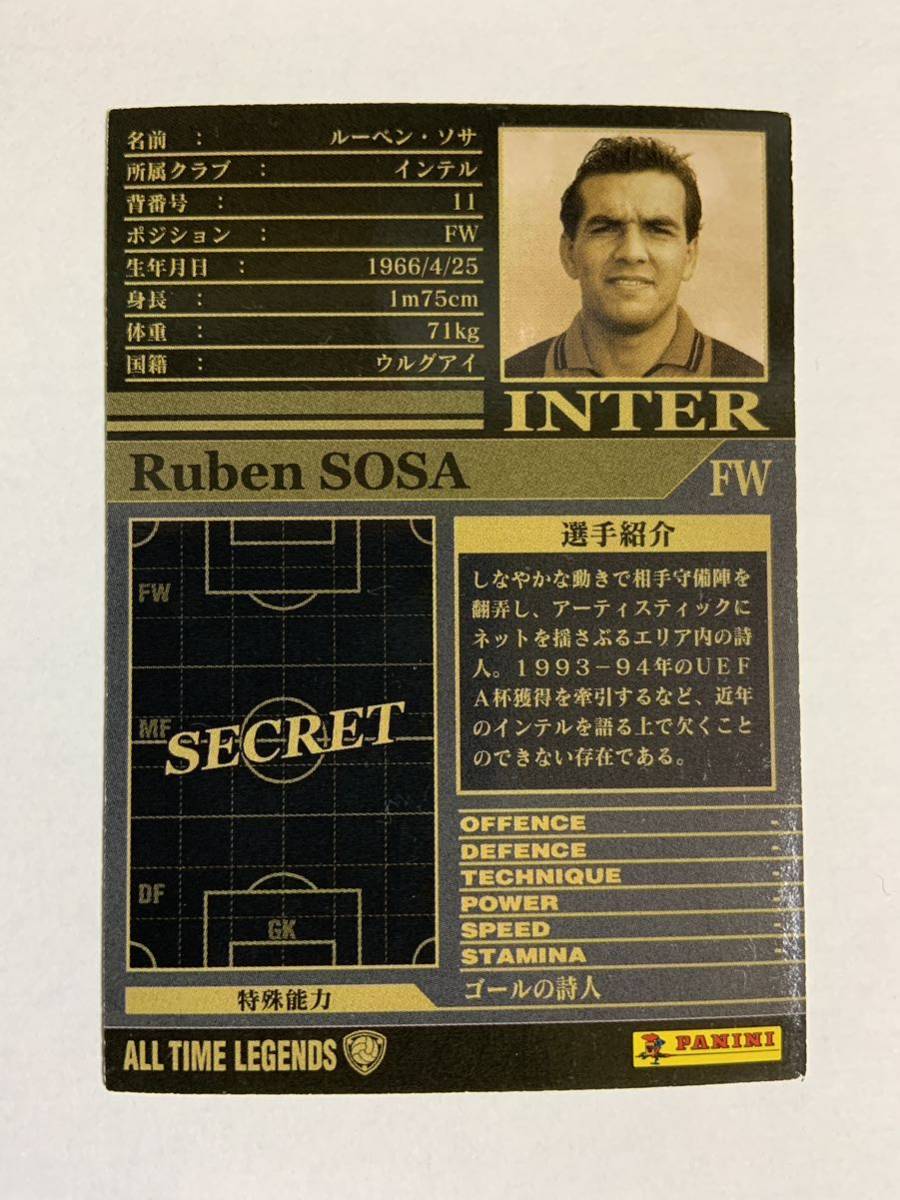 名前 : ルーベン・ソサ
所属クラブ : インテル
背番号 : 11
ポジション : FW
生年月日 : 1966/4/25
身長 : 1m75cm
体重 : 71kg
国籍 : ウルグアイ
INTER
Ruben SOSA
FW
FW
MF
SECRET
DF
GK
選手紹介
しなやかな動きで相手守備陣を
翻弄し、アーティスティックに
ネットを揺さぶるエリア内の詩
人。1993-94年のUEF
A杯獲得を牽引するなど、近年
のインテルを語る上で欠くこと
のできない存在である。
OFFENCE -
DEFENCE -
TECHNIQUE -
POWER -
SPEED -
STAMINA -
特殊能力 ゴールの詩人
ALL TIME LEGENDS
PANINI